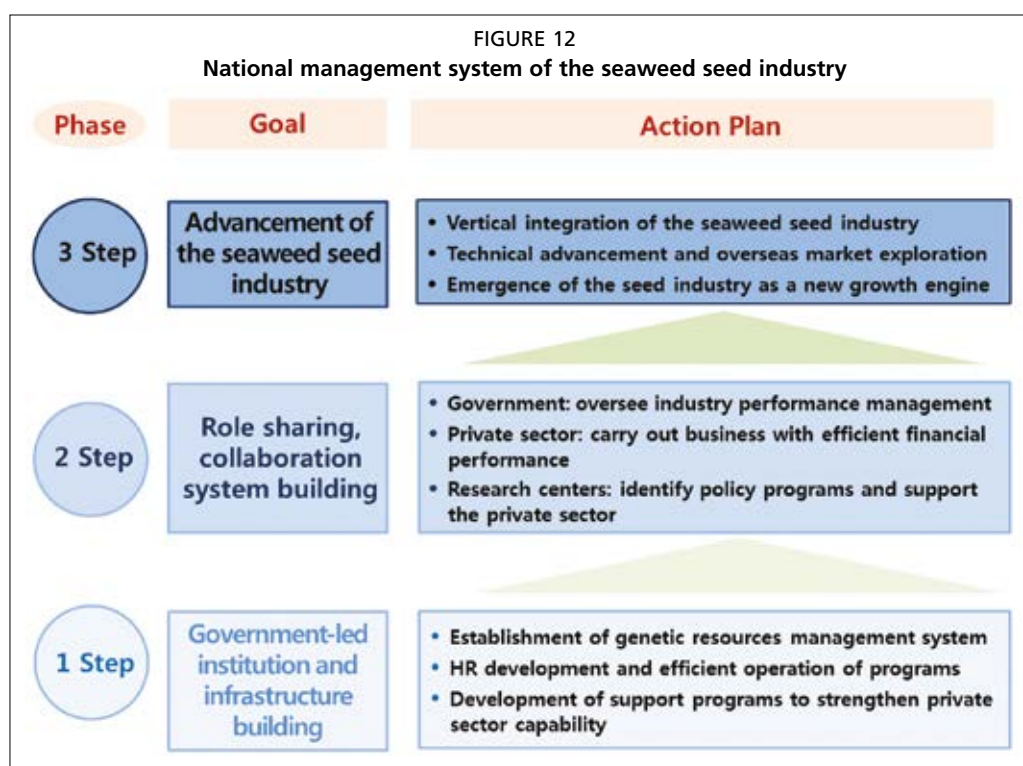 FIGURE 12
National management system of the seaweed seed industry
Phase
Goal
Action Plan
3 Step
Advancement of
the seaweed seed
industry
• Vertical integration of the seaweed seed industry
• Technical advancement and overseas market exploration
• Emergence of the seed industry as a new growth engine
2 Step
Role sharing,
collaboration
system building
• Government: oversee industry performance management
• Private sector: carry out business with efficient financial
performance
• Research centers: identify policy programs and support
the private sector
1 Step
Government-led
institution and
infrastructure
building
• Establishment of genetic resources management system
• HR development and efficient operation of programs
• Development of support programs to strengthen private
sector capability